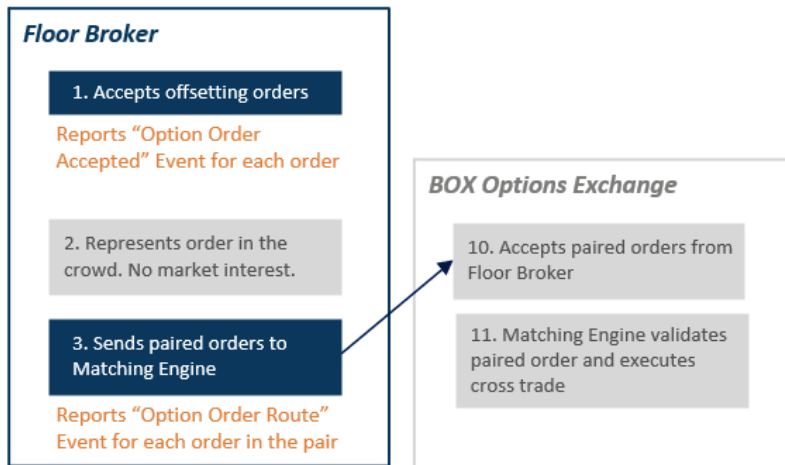 Floor Broker
1. Accepts offsetting orders
Reports “Option Order
Accepted” Event for each order
2. Represents order in the
crowd. No market interest.
3. Sends paired orders to
Matching Engine
Reports “Option Order Route”
Event for each order in the pair
BOX Options Exchange
10. Accepts paired orders from
Floor Broker
11. Matching Engine validates
paired order and executes
cross trade